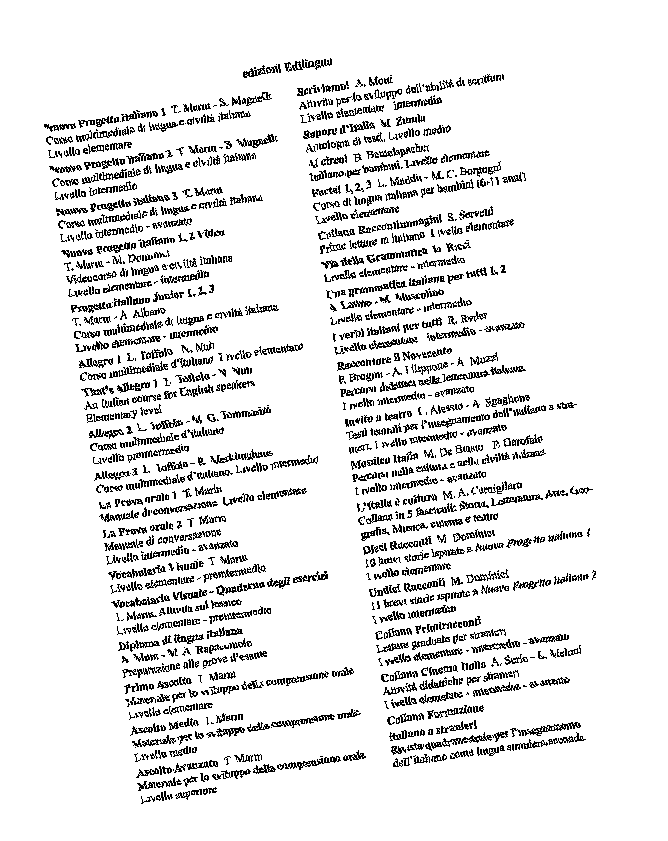 edizioni Edilingua
Nuovo Progetto italiano 1 T. Marin - S. Magnelli
Corso multimediale di lingua e civiltà italiana
Livello elementare
Nuovo Progetto italiano 2 T. Marin - S. Magnelli
Corso multimediale di lingua e civiltà italiana
Livello intermedio
Nuovo Progetto italiano 3 T. Marin
Corso multimediale di lingua e civiltà italiana
Livello intermedio - avanzato
Nuovo Progetto italiano 1, 2 Video
T. Marin - M. Dominici
Videocorso di lingua e civiltà italiana
Livello elementare - intermedio
Progetto italiano Junior 1, 2, 3
T. Marin - A. Albano
Corso multimediale di lingua e civiltà italiana
Livello elementare - intermedio
Allegro 1 L. Toffolo - N. Nuti
Corso multimediale d'italiano. Livello elementare
That's Allegro 1 L. Toffolo - N. Nuti
An Italian course for English speakers
Elementary level
Allegro 2 L. Toffolo - M. G. Tommasini
Corso multimediale d'italiano
Livello preintermedio
Allegro 3 L. Toffolo - R. Merklinghaus
Corso multimediale d'italiano. Livello intermedio
La Prova orale 1 T. Marin
Manuale di conversazione. Livello elementare
La Prova orale 2 T. Marin
Manuale di conversazione
Livello intermedio - avanzato
Vocabolario Visuale T. Marin
Livello elementare - preintermedio
Vocabolario Visuale - Quaderno degli esercizi
T. Marin. Attività sul lessico
Livello elementare - preintermedio
Diploma di lingua italiana
A. Moni - M. A. Rapacciuolo
Preparazione alle prove d'esame
Primo Ascolto T. Marin
Materiale per lo sviluppo della comprensione orale
Livello elementare
Ascolto Medio T. Marin
Materiale per lo sviluppo della comprensione orale
Livello medio
Ascolto Avanzato T. Marin
Materiale per lo sviluppo della comprensione orale
Livello superiore
Scriviamo! A. Moni
Attività per lo sviluppo dell'abilità di scrittura
Livello elementare - intermedio
Sapore d'Italia M. Zurula
Antologia di testi. Livello medio
Al circo! B. Beutelspacher
Italiano per bambini. Livello elementare
Forte! 1, 2, 3 L. Maddii - M. C. Borgogni
Corso di lingua italiana per bambini (6-11 anni)
Livello elementare
Collana Raccontimmagini S. Servetti
Prime letture in italiano. Livello elementare
Via della Grammatica M. Ricci
Livello elementare - intermedio
Una grammatica italiana per tutti 1, 2
A. Latino - M. Muscolino
Livello elementare - intermedio
I verbi italiani per tutti R. Ryder
Livello elementare - intermedio - avanzato
Raccontare il Novecento
P. Brogini - A. Filippone - A. Muzzi
Percorsi didattici nella letteratura italiana
Livello intermedio - avanzato
Invito a teatro L. Alessio - A. Sgaglione
Testi teatrali per l'insegnamento dell'italiano a stra-
nieri. Livello intermedio - avanzato
Mosaico Italia M. De Biasio - P. Garofalo
Percorsi nella cultura e nella civiltà italiana
Livello intermedio - avanzato
L'Italia è cultura M. A. Cernigliaro
Collana in 5 fascicoli: Storia, Letteratura, Arte, Geo-
grafia, Musica, cinema e teatro
Dieci Racconti M. Dominici
10 brevi storie ispirate a Nuovo Progetto italiano 1
Livello elementare
Undici Racconti M. Dominici
11 brevi storie ispirate a Nuovo Progetto italiano 2
Livello intermedio
Collana Primiracconti
Letture graduate per stranieri
Livello elementare - intermedio - avanzato
Collana Cinema Italia A. Serio - E. Meloni
Attività didattiche per stranieri
Livello elementare - intermedio - avanzato
Collana Formazione
italiano a stranieri
Rivista quadrimestrale per l'insegnamento
dell'italiano come lingua straniera/seconda